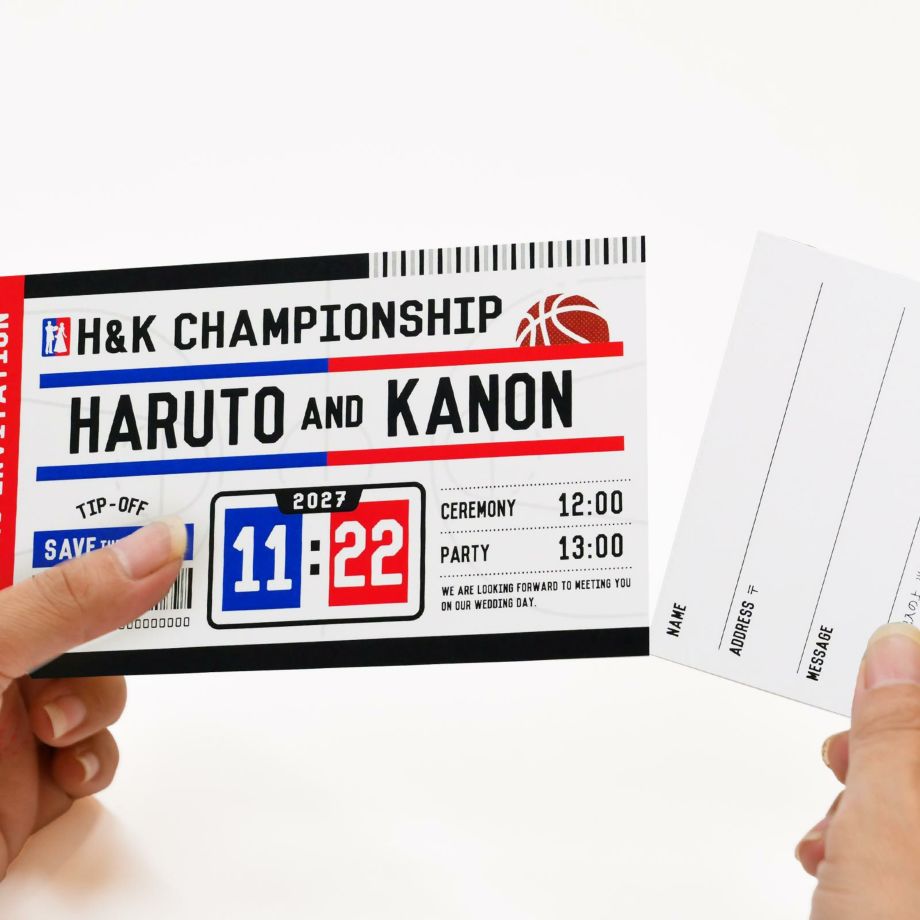 INVITATION
H&K CHAMPIONSHIP
HARUTO AND KANON
TIP-OFF
SAVE
2027
11:22
CEREMONY 12:00
PARTY 13:00
WE ARE LOOKING FORWARD TO MEETING YOU
ON OUR WEDDING DAY.
NAME
ADDRESS 〒
MESSAGE